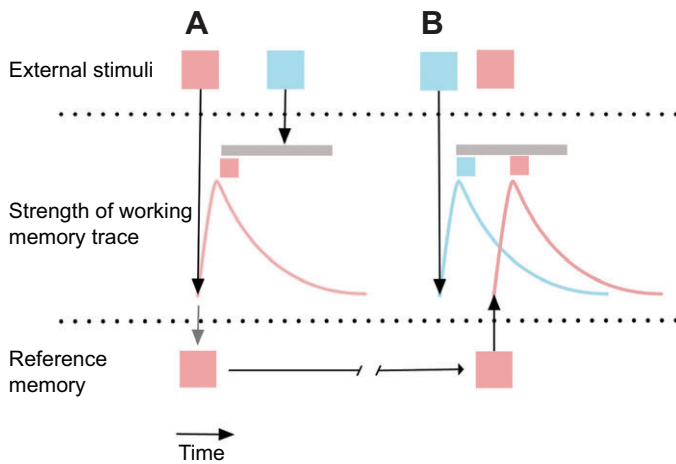 A
B
External stimuli
Strength of working
memory trace
Reference
memory
Time